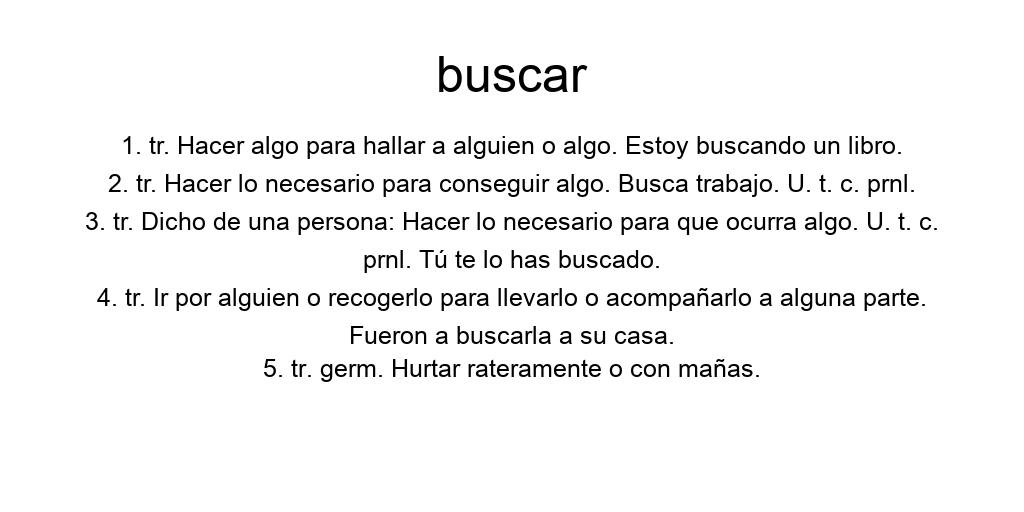 buscar
1. tr. Hacer algo para hallar a alguien o algo. Estoy buscando un libro.
2. tr. Hacer lo necesario para conseguir algo. Busca trabajo. U. t. c. prnl.
3. tr. Dicho de una persona: Hacer lo necesario para que ocurra algo. U. t. c.
prnl. Tú te lo has buscado.
4. tr. Ir por alguien o recogerlo para llevarlo o acompañarlo a alguna parte.
Fueron a buscarla a su casa.
5. tr. germ. Hurtar rateramente o con mañas.